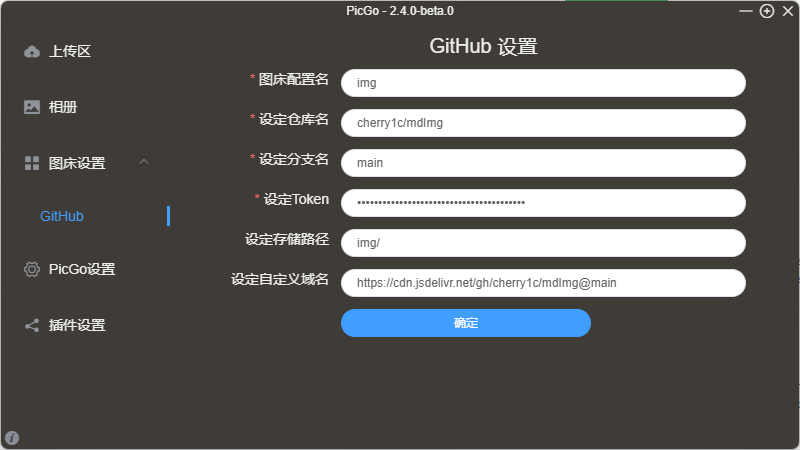 PicGo - 2.4.0-beta.0
上传区
相册
图床设置
GitHub
PicGo设置
插件设置
GitHub 设置
* 图床配置名 img
* 设定仓库名 cherry1c/mdImg
* 设定分支名 main
* 设定Token ••••••••••••••••••••••••••••••••••••••••
设定存储路径 img/
设定自定义域名 https://cdn.jsdelivr.net/gh/cherry1c/mdImg@main
确定